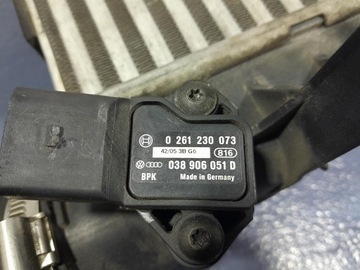 0 261 230 073
42/05 3B G6 816
038 906 051 D
BPK Made in Germany